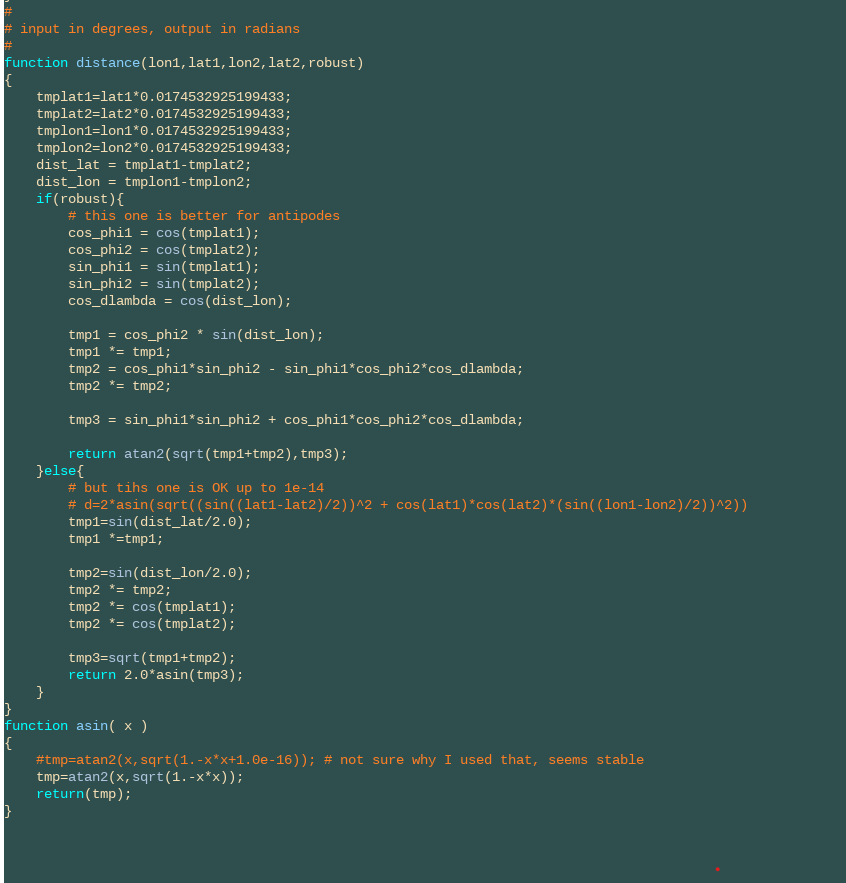 #
# input in degrees, output in radians
#
function distance(lon1,lat1,lon2,lat2,robust)
{
    tmplat1=lat1*0.0174532925199433;
    tmplat2=lat2*0.0174532925199433;
    tmplon1=lon1*0.0174532925199433;
    tmplon2=lon2*0.0174532925199433;
    dist_lat = tmplat1-tmplat2;
    dist_lon = tmplon1-tmplon2;
    if(robust){
        # this one is better for antipodes
        cos_phi1 = cos(tmplat1);
        cos_phi2 = cos(tmplat2);
        sin_phi1 = sin(tmplat1);
        sin_phi2 = sin(tmplat2);
        cos_dlambda = cos(dist_lon);

        tmp1 = cos_phi2 * sin(dist_lon);
        tmp1 *= tmp1;
        tmp2 = cos_phi1*sin_phi2 - sin_phi1*cos_phi2*cos_dlambda;
        tmp2 *= tmp2;

        tmp3 = sin_phi1*sin_phi2 + cos_phi1*cos_phi2*cos_dlambda;

        return atan2(sqrt(tmp1+tmp2),tmp3);
    }else{
        # but tihs one is OK up to 1e-14
        # d=2*asin(sqrt((sin((lat1-lat2)/2))^2 + cos(lat1)*cos(lat2)*(sin((lon1-lon2)/2))^2))
        tmp1=sin(dist_lat/2.0);
        tmp1 *=tmp1;

        tmp2=sin(dist_lon/2.0);
        tmp2 *= tmp2;
        tmp2 *= cos(tmplat1);
        tmp2 *= cos(tmplat2);

        tmp3=sqrt(tmp1+tmp2);
        return 2.0*asin(tmp3);
    }
}
function asin( x )
{
    #tmp=atan2(x,sqrt(1.-x*x+1.0e-16)); # not sure why I used that, seems stable
    tmp=atan2(x,sqrt(1.-x*x));
    return(tmp);
}